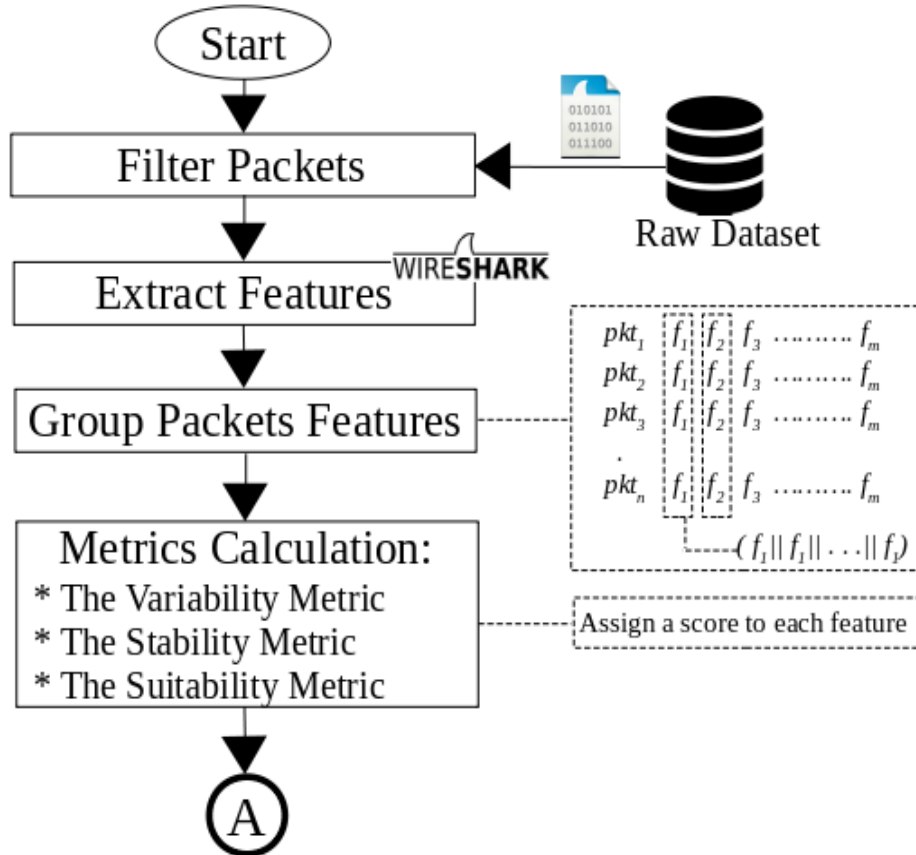 Start
010101
011010
011100
Filter Packets
Raw Dataset
WIRESHARK
Extract Features
Group Packets Features
pkt₁ f₁ f₂ f₃ .......... fₘ
pkt₂ f₁ f₂ f₃ .......... fₘ
pkt₃ f₁ f₂ f₃ .......... fₘ
.
pktₙ f₁ f₂ f₃ .......... fₘ
( f₁ || f₁ || . . . || f₁)
Metrics Calculation:
* The Variability Metric
* The Stability Metric
* The Suitability Metric
Assign a score to each feature
A